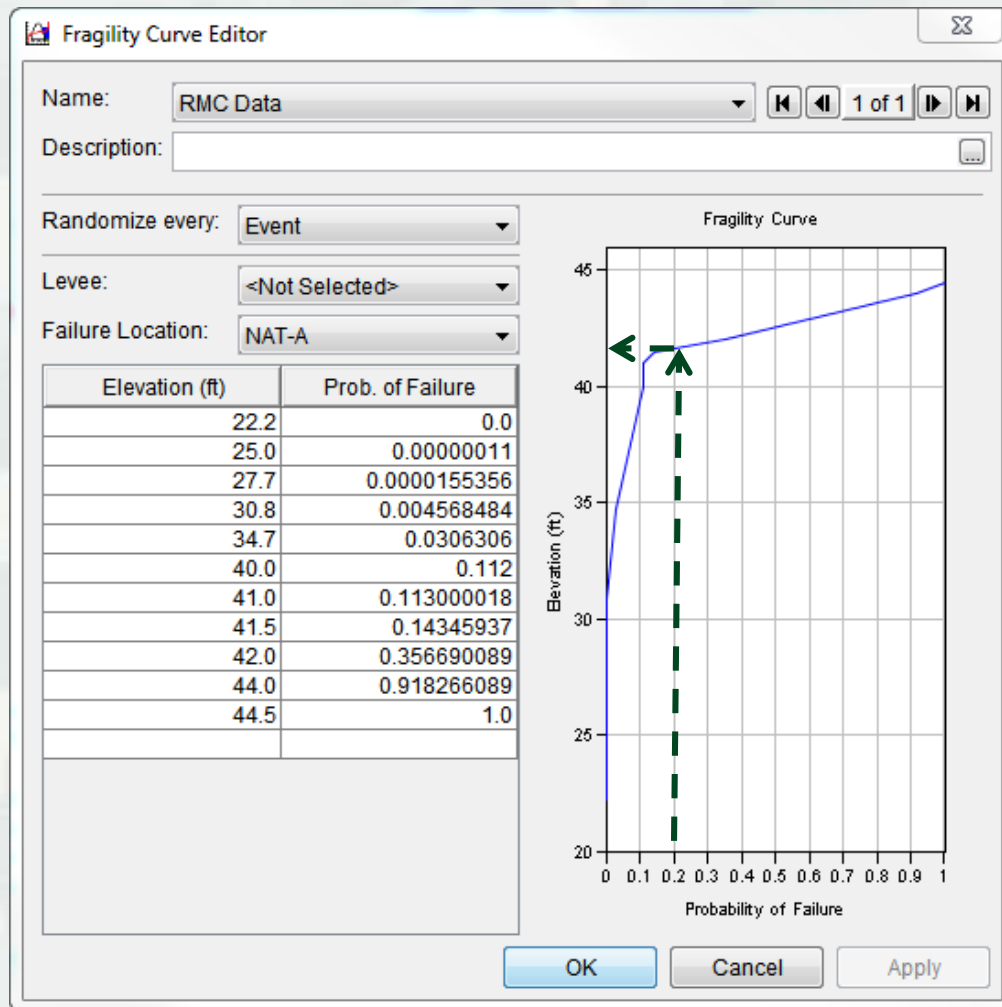 Fragility Curve Editor
Name: RMC Data 1 of 1
Description: ...
Randomize every: Event
Levee: <Not Selected>
Failure Location: NAT-A
Elevation (ft) Prob. of Failure
22.2 0.0
25.0 0.00000011
27.7 0.0000155356
30.8 0.004568484
34.7 0.0306306
40.0 0.112
41.0 0.113000018
41.5 0.14345937
42.0 0.356690089
44.0 0.918266089
44.5 1.0
Fragility Curve
45
40
35
30
25
20
Elevation (ft)
0 0.1 0.2 0.3 0.4 0.5 0.6 0.7 0.8 0.9 1
Probability of Failure
OK Cancel Apply